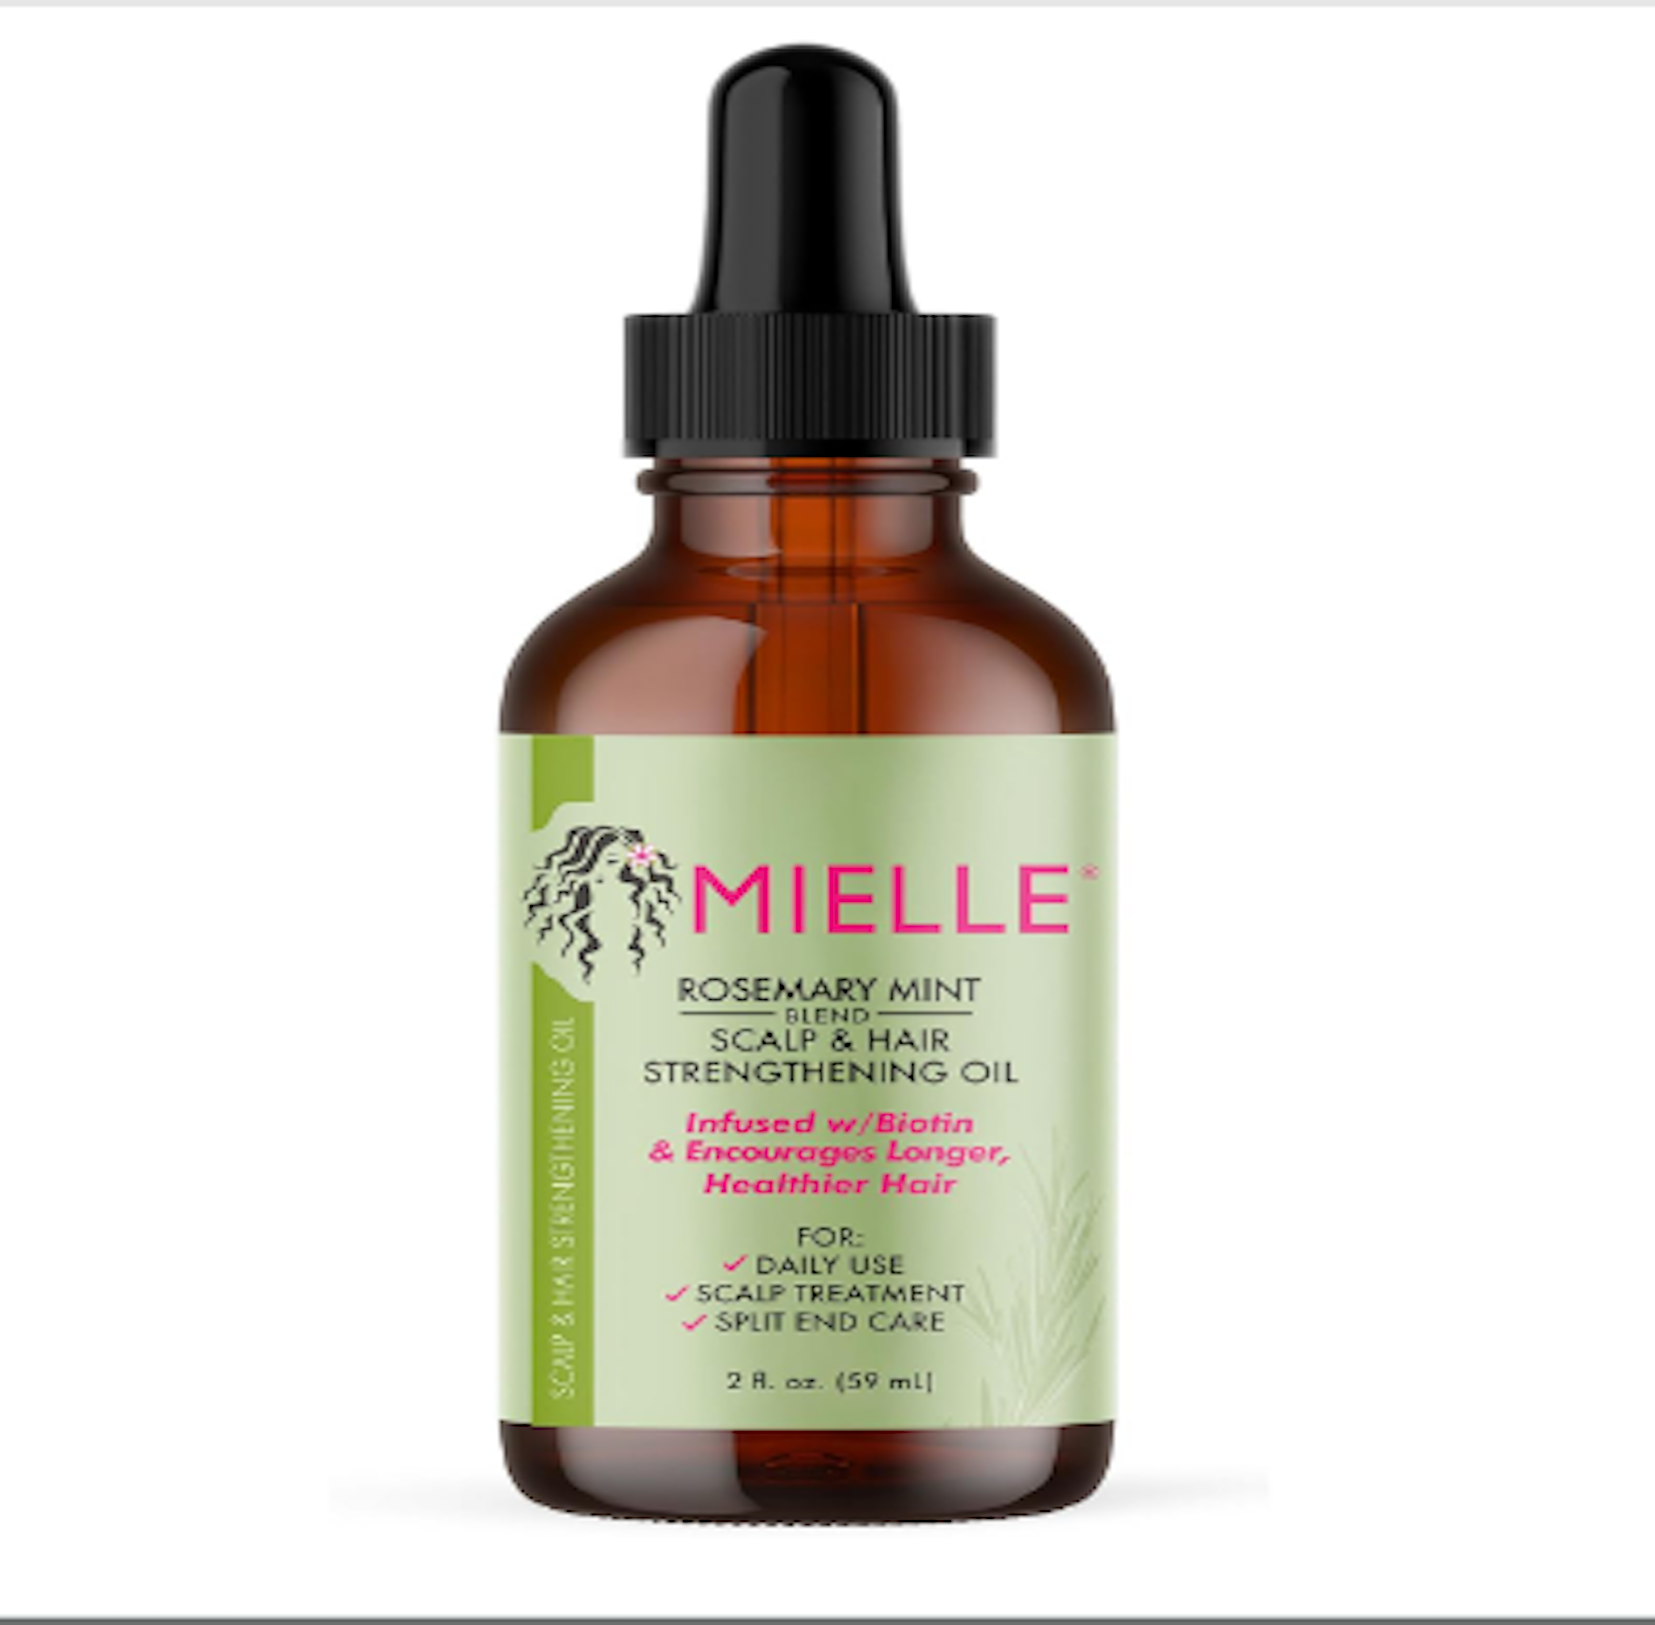 MIELLE®
ROSEMARY MINT
BLEND
SCALP & HAIR
STRENGTHENING OIL
Infused w/Biotin
& Encourages Longer,
Healthier Hair
FOR:
✓ DAILY USE
✓ SCALP TREATMENT
✓ SPLIT END CARE
2 fl. oz. (59 mL)
SCALP & HAIR STRENGTHENING OIL